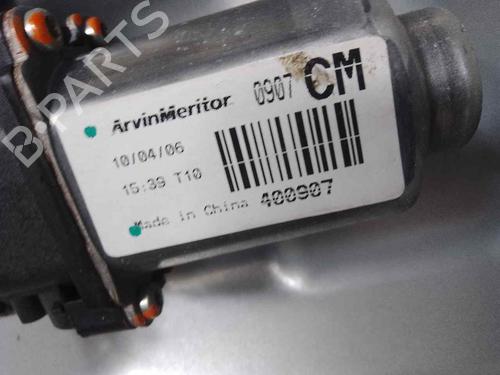 ArvinMeritor 0907 CM
10/04/06
15:39 T10
Made in China 400907
B-PARTS